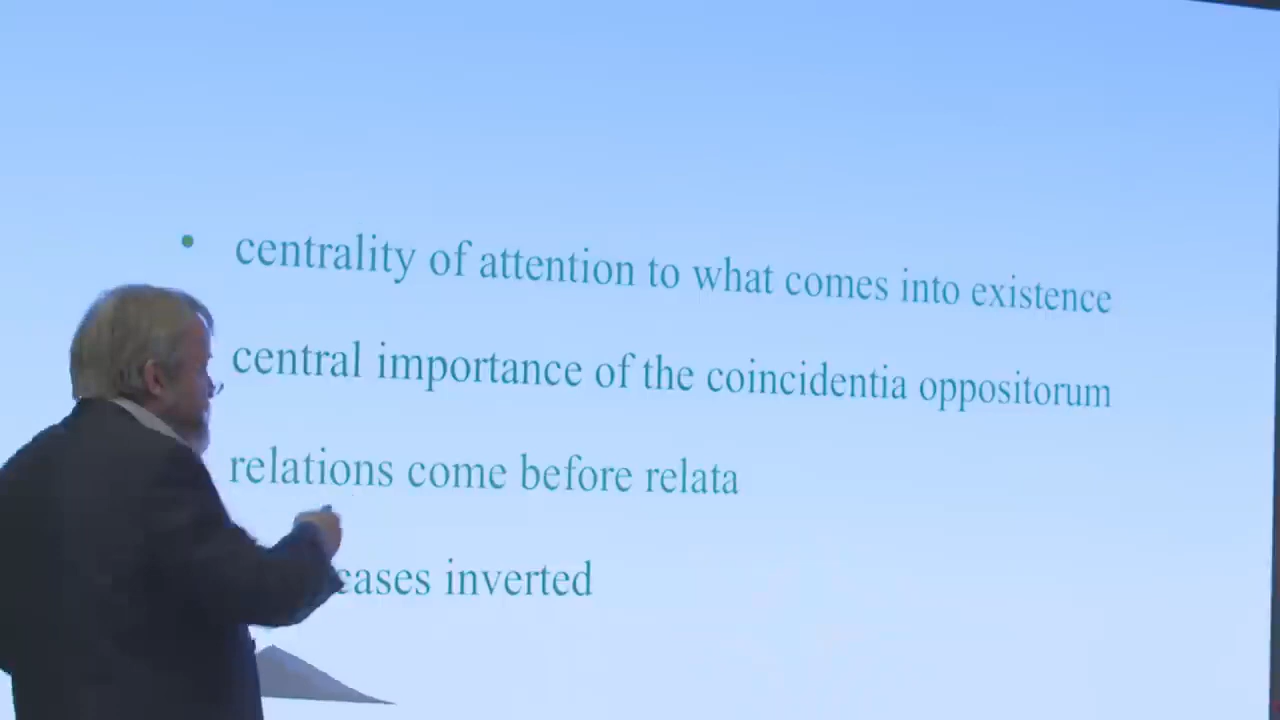 • centrality of attention to what comes into existence
central importance of the coincidentia oppositorum
relations come before relata
cases inverted